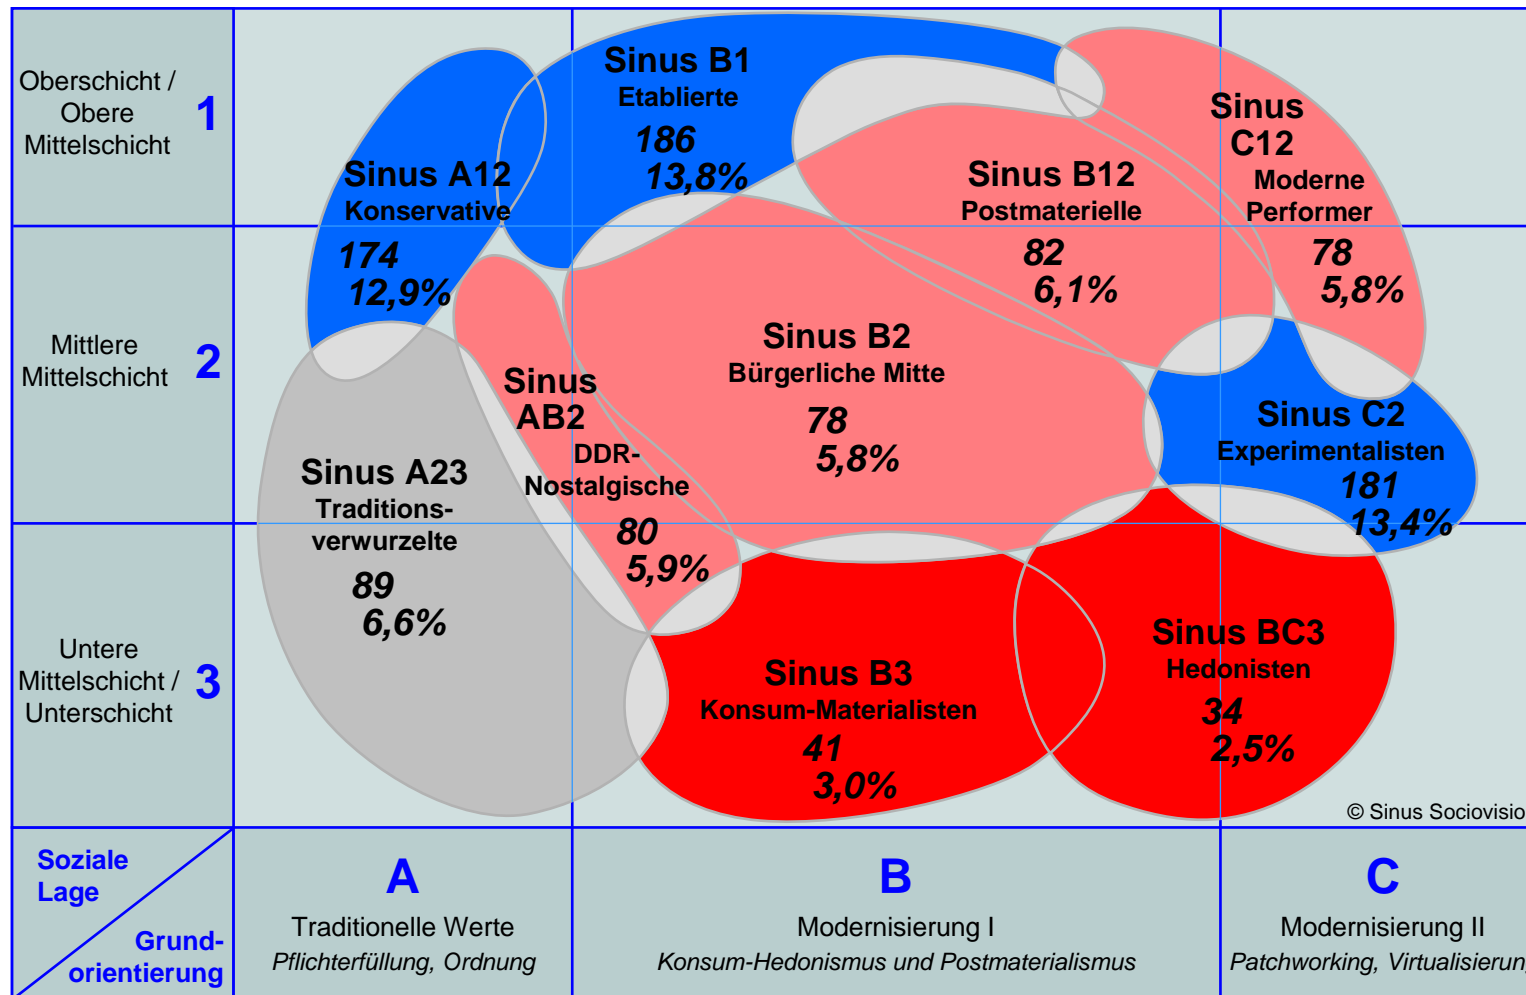 Oberschicht /
Obere
Mittelschicht
1
Mittlere
Mittelschicht
2
Untere
Mittelschicht /
Unterschicht
3
Sinus A12
Konservative
174
12,9%
Sinus B1
Etablierte
186
13,8%
Sinus B12
Postmaterielle
82
6,1%
Sinus
C12
Moderne
Performer
78
5,8%
Sinus AB2
DDR-
Nostalgische
80
5,9%
Sinus B2
Bürgerliche Mitte
78
5,8%
Sinus C2
Experimentalisten
181
13,4%
Sinus A23
Traditions-
verwurzelte
89
6,6%
Sinus B3
Konsum-Materialisten
41
3,0%
Sinus BC3
Hedonisten
34
2,5%
© Sinus Sociovisio
Soziale
Lage
Grund-
orientierung
A
Traditionelle Werte
Pflichterfüllung, Ordnung
B
Modernisierung I
Konsum-Hedonismus und Postmaterialismus
C
Modernisierung II
Patchworking, Virtualisierun